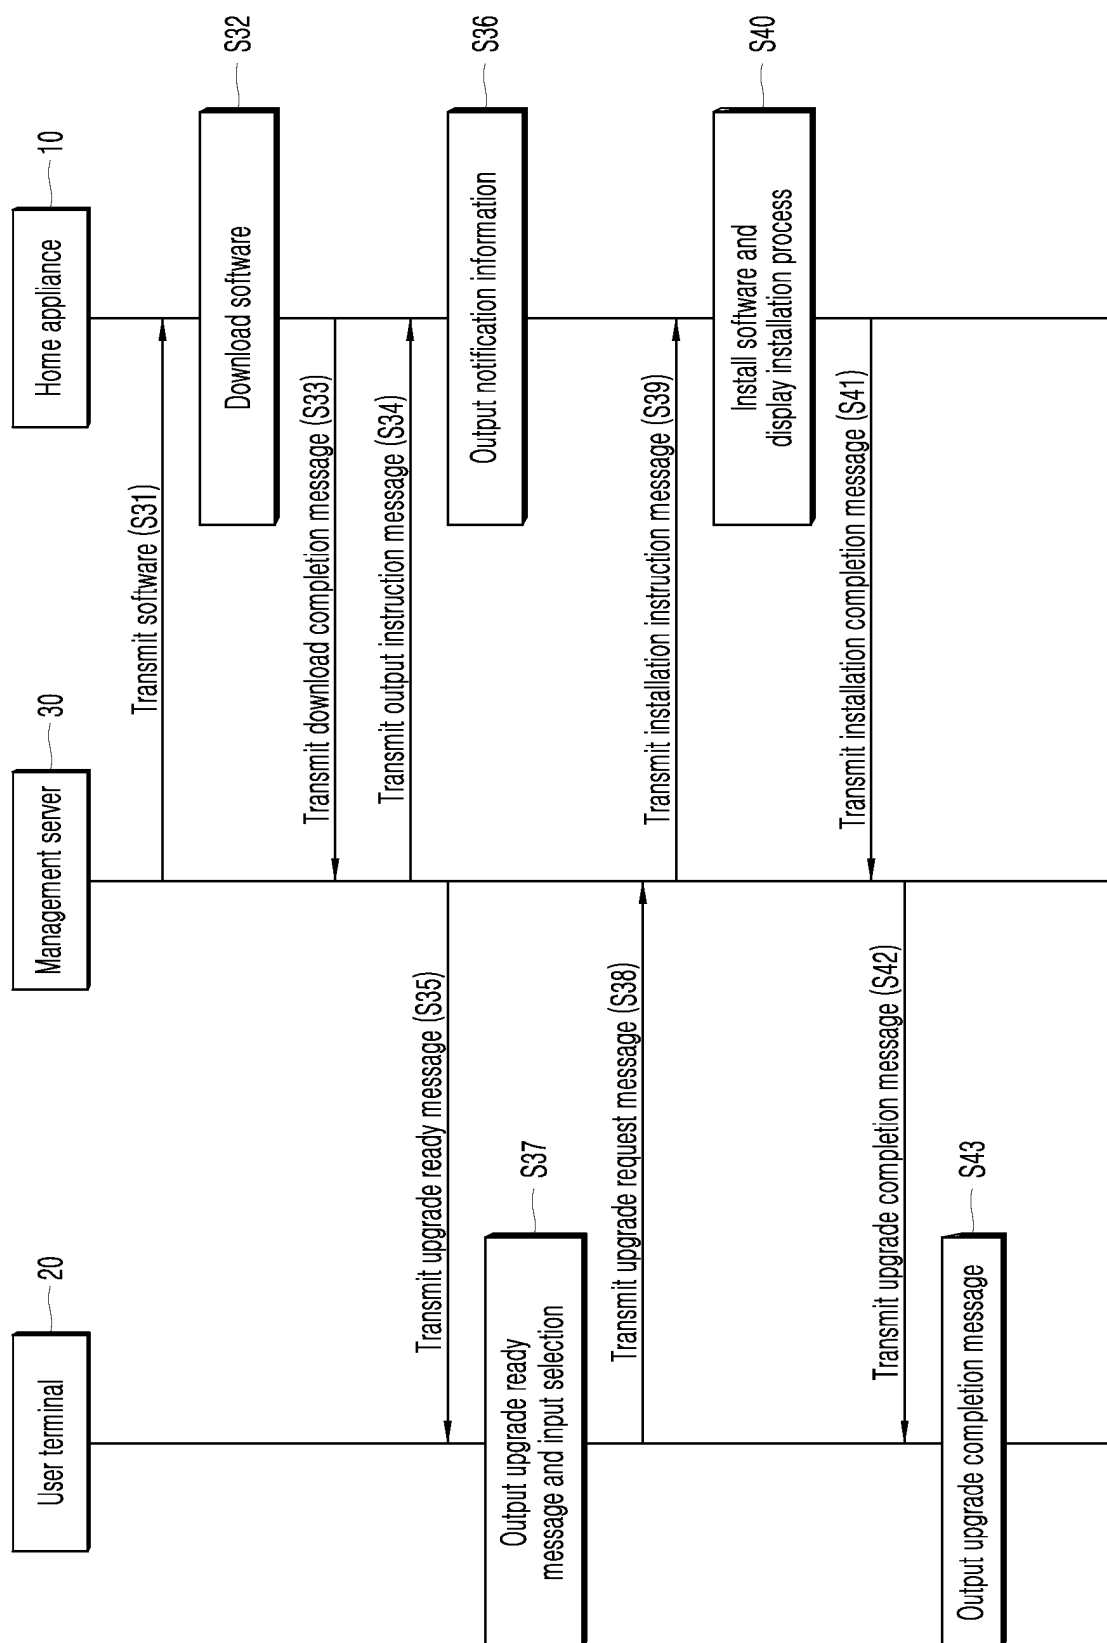 User terminal
20
Management server
30
Home appliance
10
Transmit software (S31)
Download software
S32
Transmit download completion message (S33)
Transmit output instruction message (S34)
Transmit upgrade ready message (S35)
Output notification information
S36
Output upgrade ready
message and input selection
S37
Transmit upgrade request message (S38)
Transmit installation instruction message (S39)
Install software and
display installation process
S40
Transmit installation completion message (S41)
Transmit upgrade completion message (S42)
Output upgrade completion message
S43